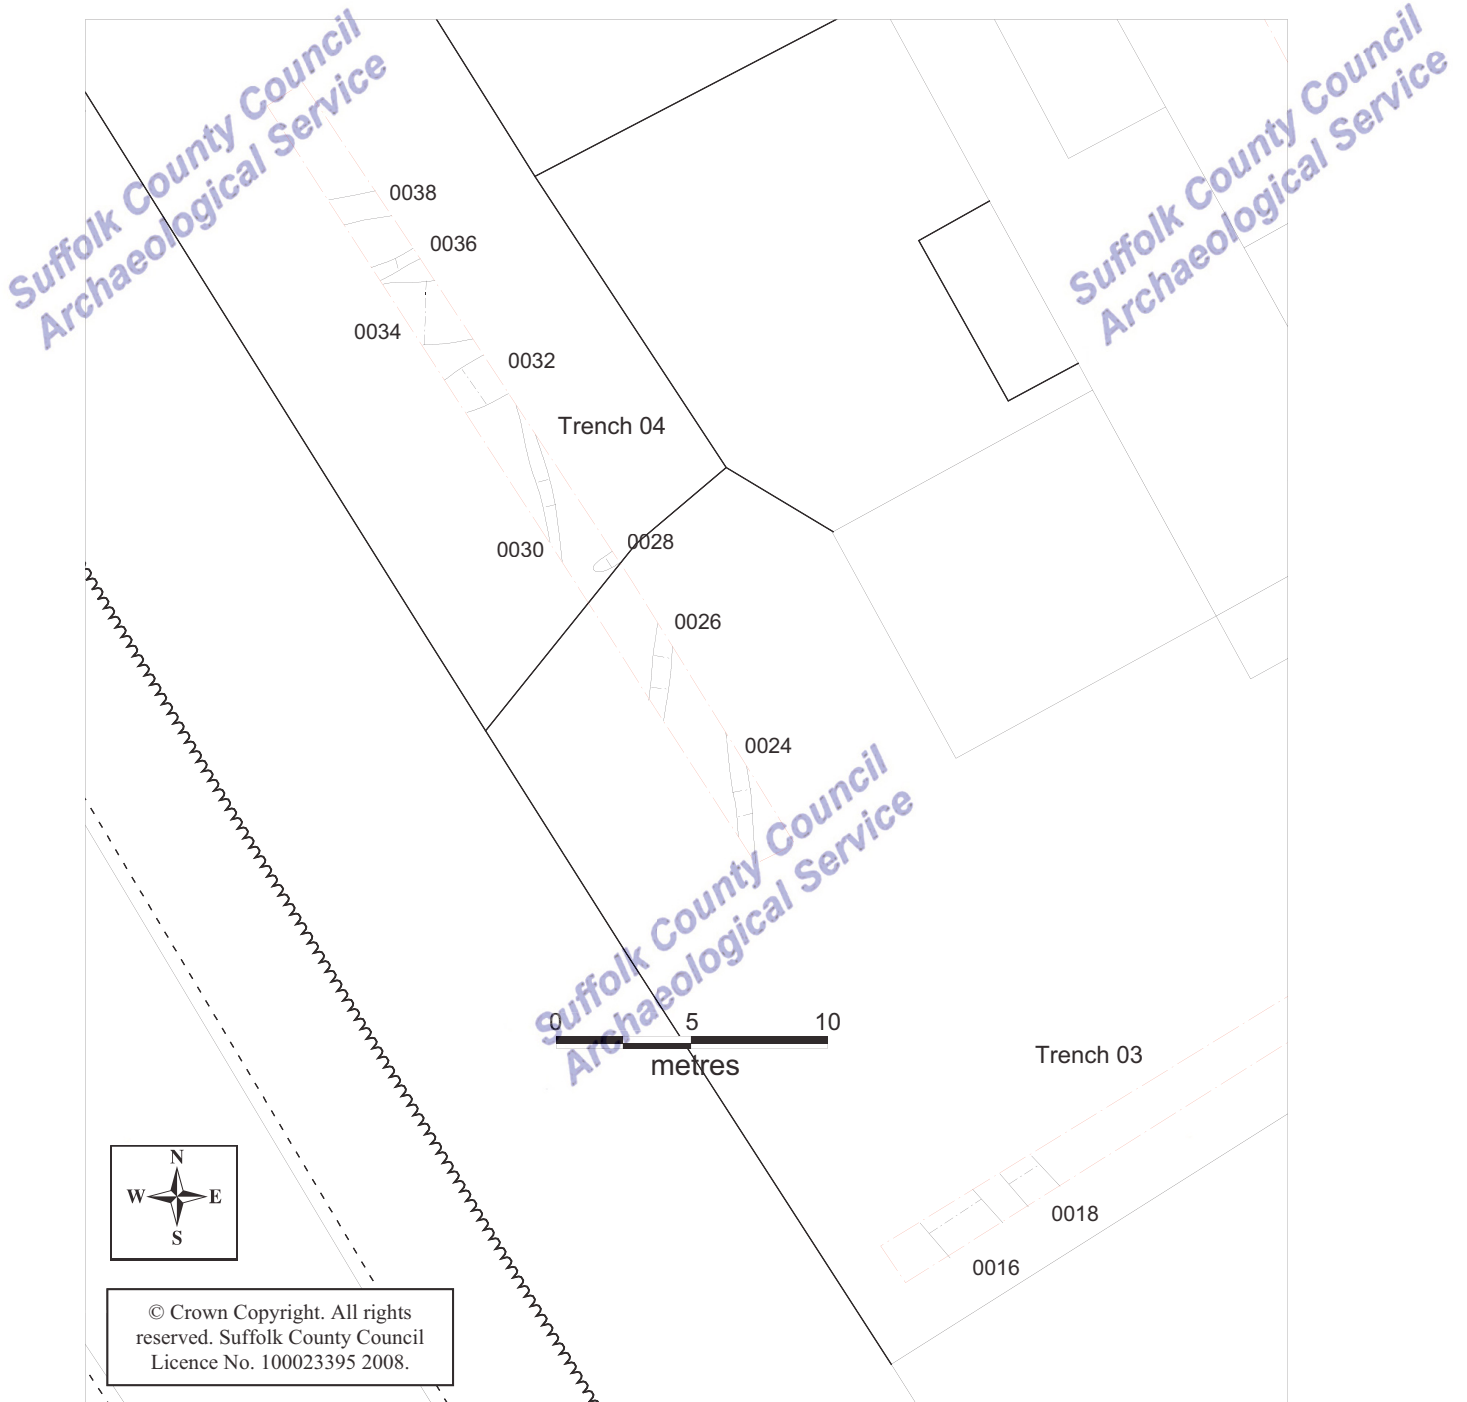 Suffolk County Council
Archaeological Service
Suffolk County Council
Archaeological Service
0038
0036
0034
0032
Trench 04
0030
0028
0026
0024
Suffolk County Council
Archaeological Service
0 5 10
metres
Trench 03
0018
0016
N
W E
S
© Crown Copyright. All rights
reserved. Suffolk County Council
Licence No. 100023395 2008.